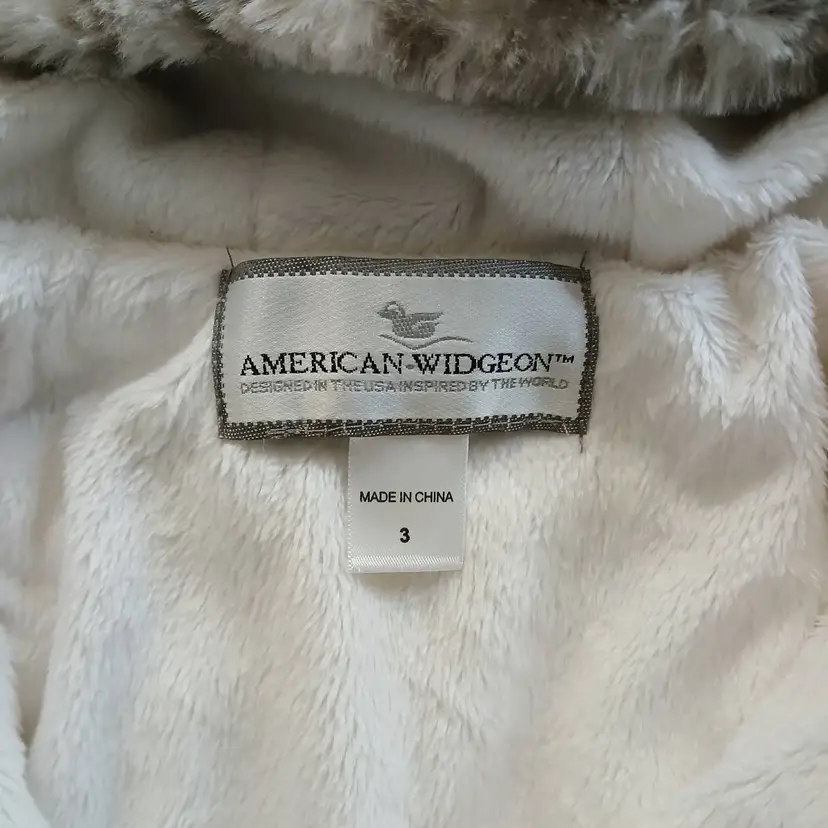 AMERICAN-WIDGEON™
DESIGNED IN THE USA INSPIRED BY THE WORLD
MADE IN CHINA
3